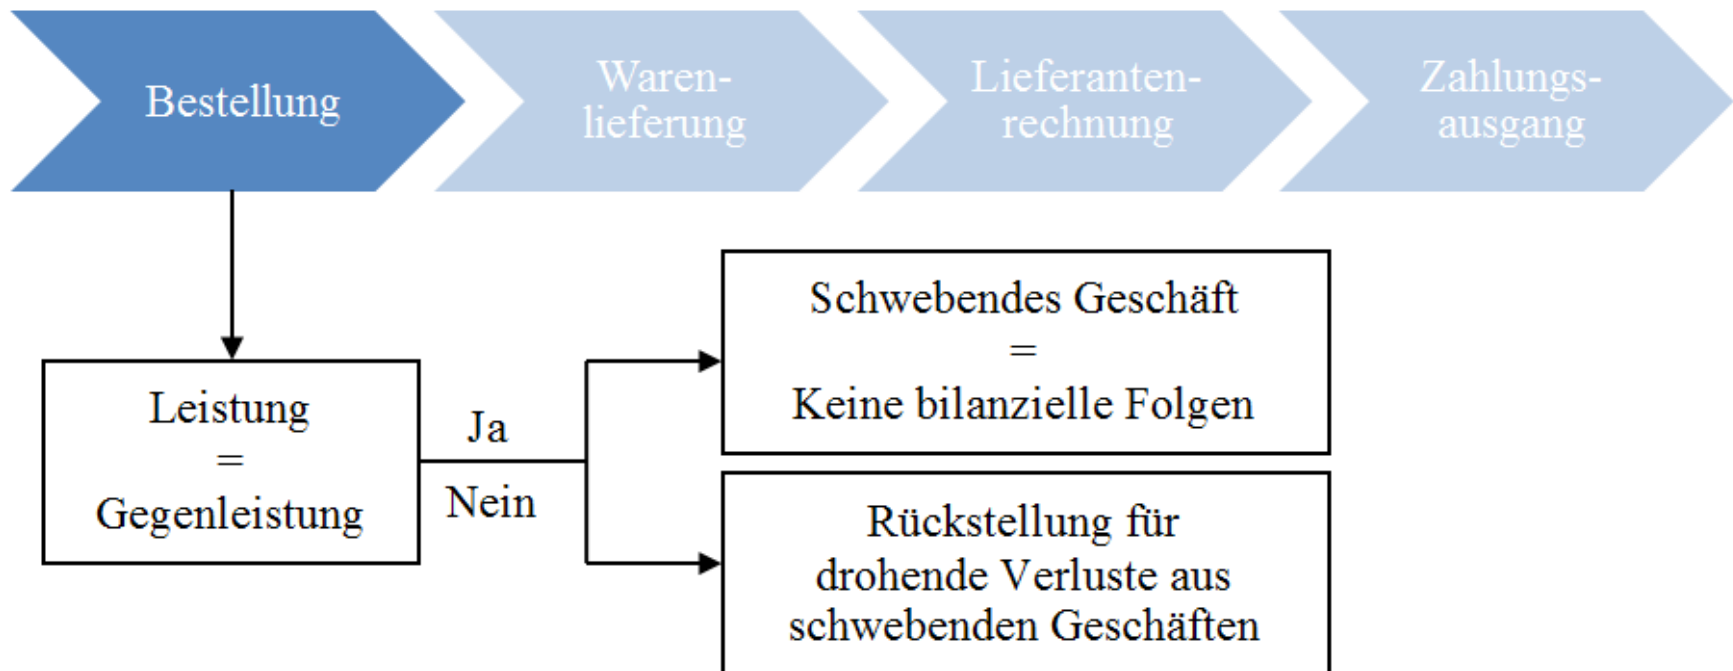 Bestellung
Waren-
lieferung
Lieferanten-
rechnung
Zahlungs-
ausgang
Leistung
=
Gegenleistung
Ja
Nein
Schwebendes Geschäft
=
Keine bilanzielle Folgen
Rückstellung für
drohende Verluste aus
schwebenden Geschäften